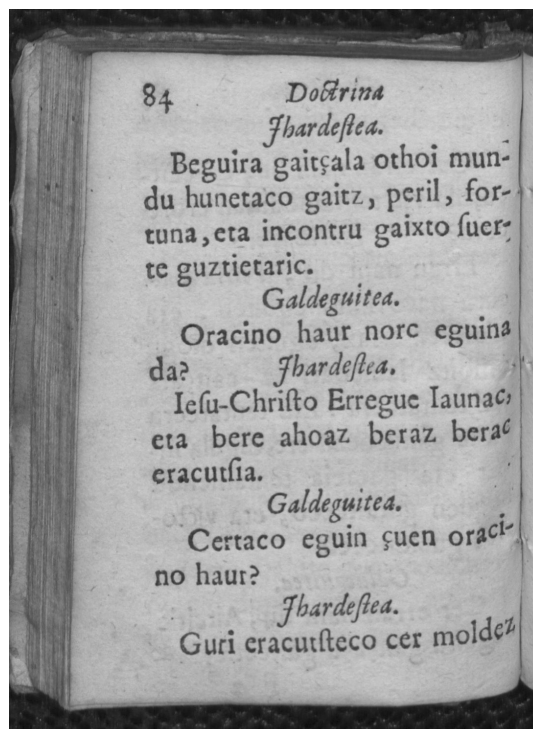 84 Doctrina
Jhardeſtea.
Beguira gaitçala othoi mun-
du hunetaco gaitz, peril, for-
tuna, eta incontru gaixto ſuer-
te guztietaric.
Galdeguitea.
Oracino haur norc eguina
da? Jhardeſtea.
Ieſu-Chriſto Erregue Iaunac,
eta bere ahoaz beraz berac
eracutſia.
Galdeguitea.
Certaco eguin çuen oraci-
no haur?
Jhardeſtea.
Guri eracutſteco cer moldez